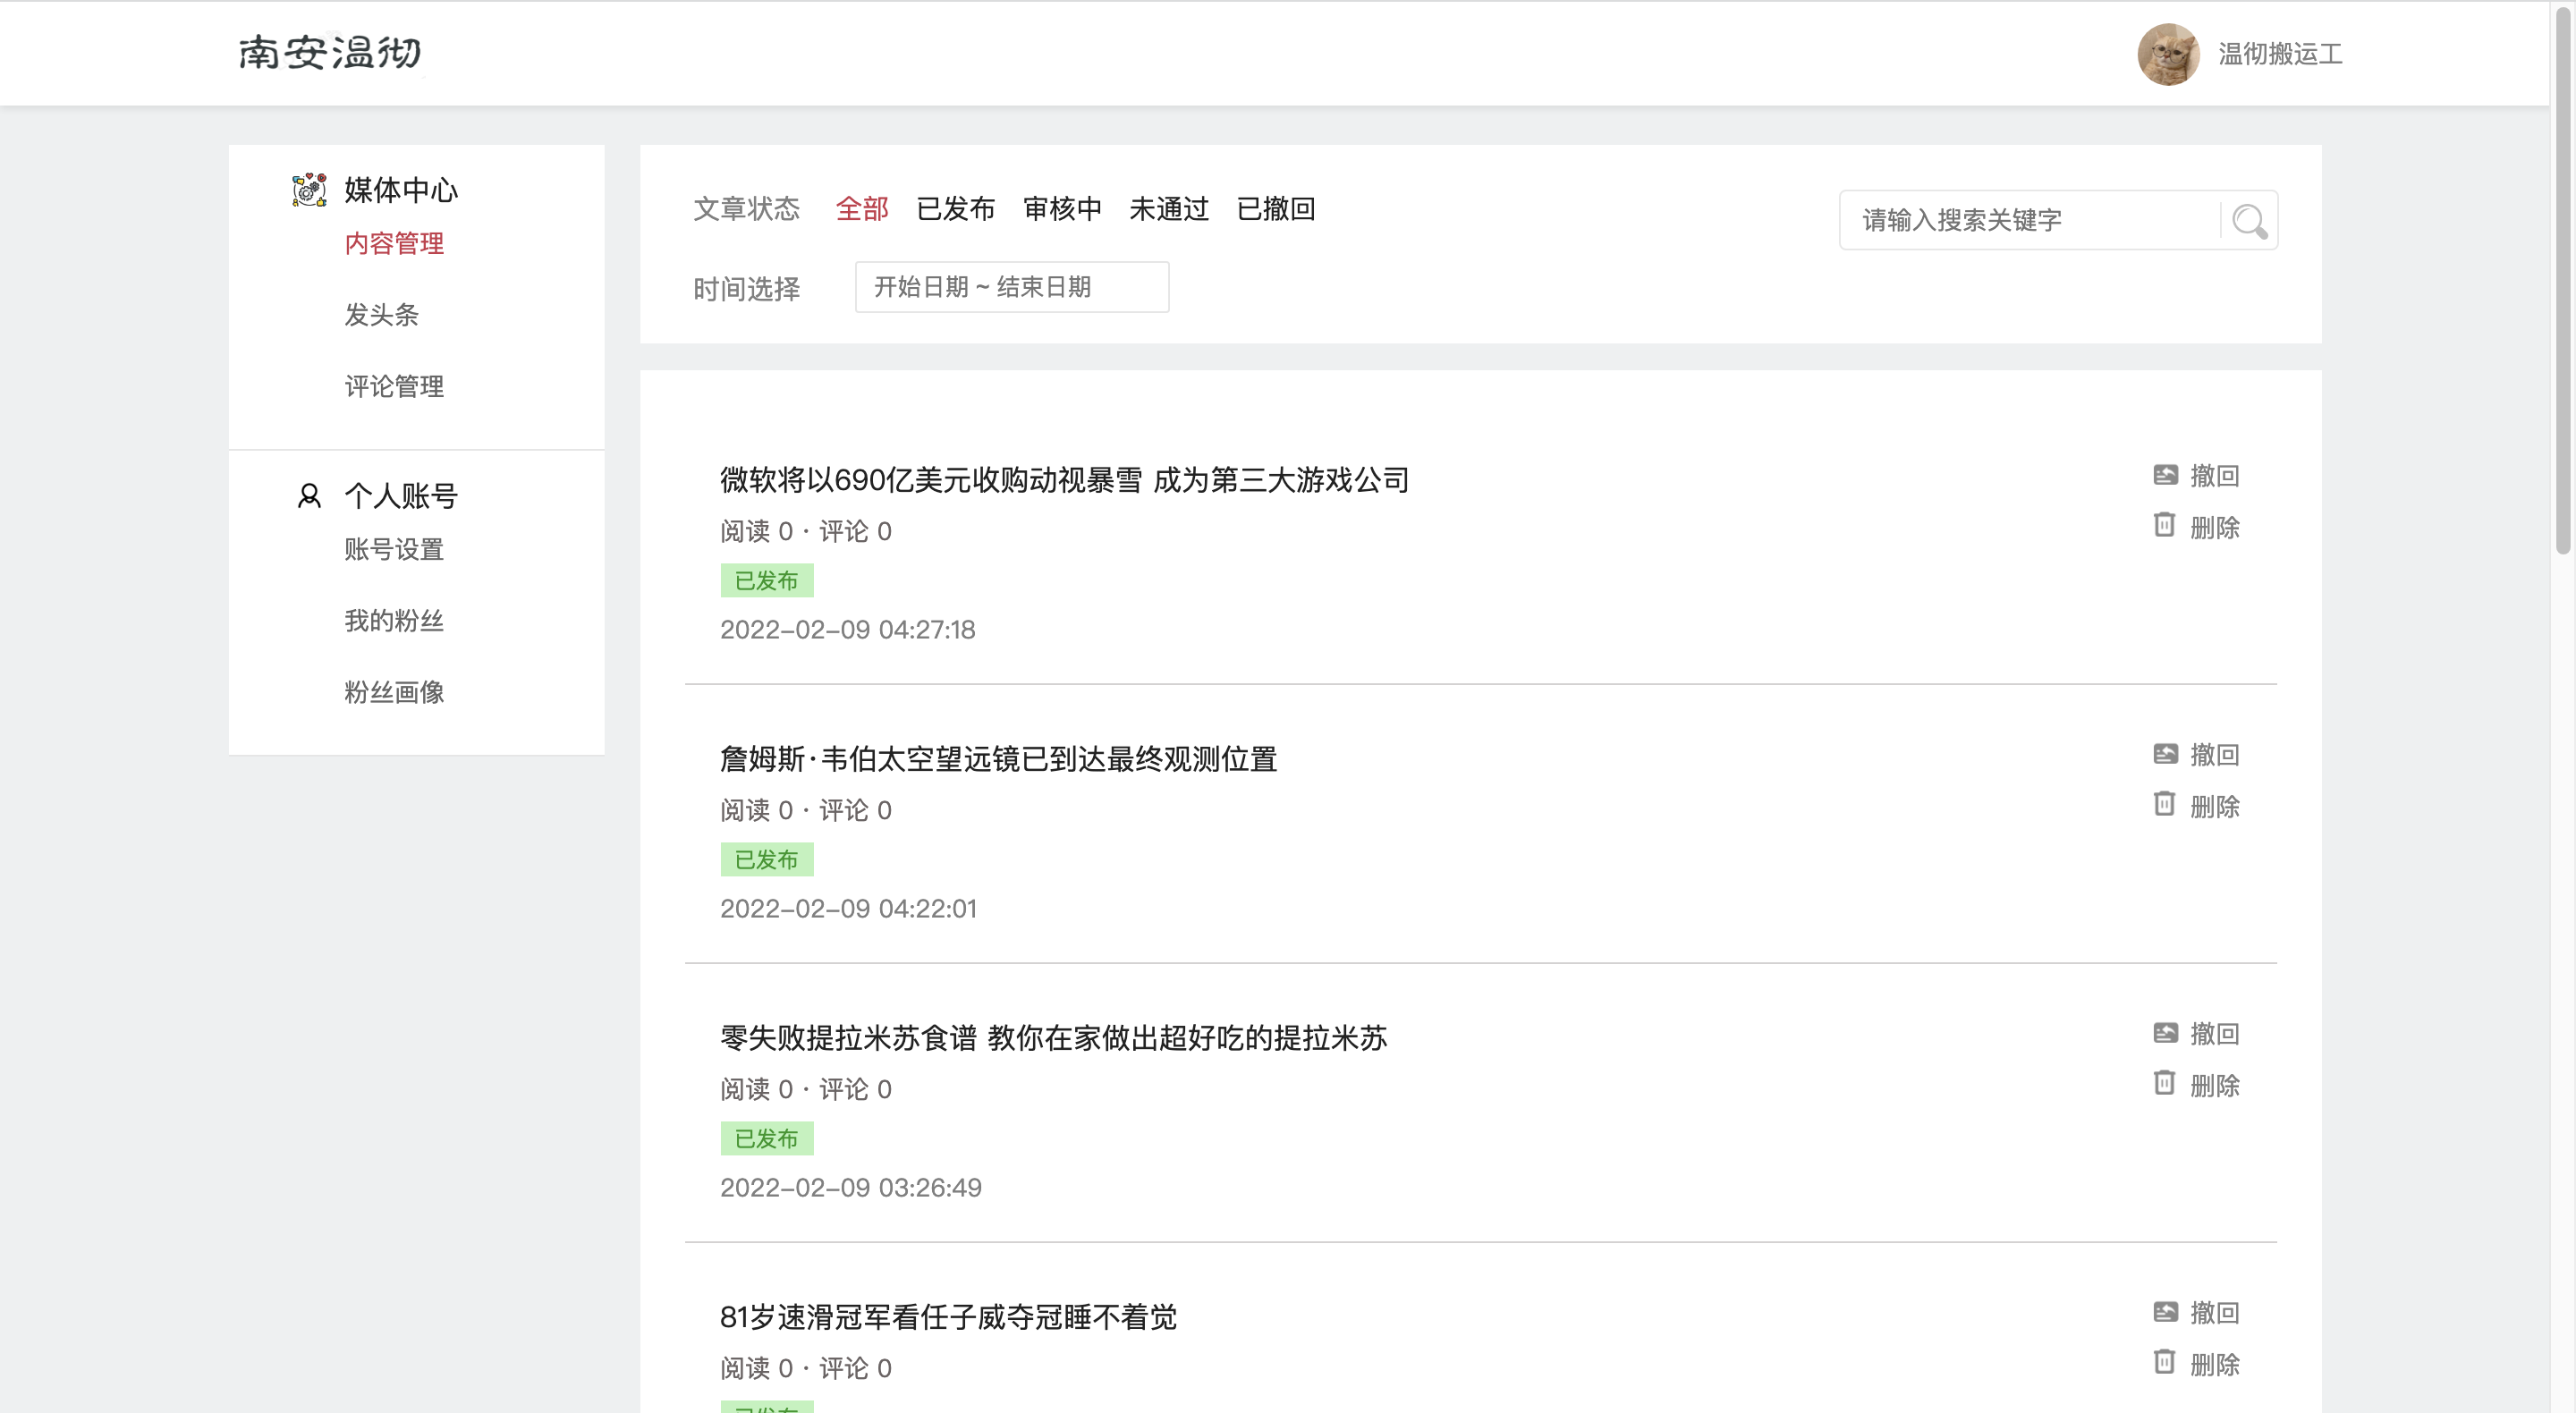 南安温彻
温彻搬运工
媒体中心
内容管理
发头条
评论管理
个人账号
账号设置
我的粉丝
粉丝画像
文章状态 全部 已发布 审核中 未通过 已撤回
请输入搜索关键字
时间选择 开始日期 ~ 结束日期
微软将以690亿美元收购动视暴雪 成为第三大游戏公司
撤回
阅读 0 · 评论 0
删除
已发布
2022-02-09 04:27:18
詹姆斯·韦伯太空望远镜已到达最终观测位置
撤回
阅读 0 · 评论 0
删除
已发布
2022-02-09 04:22:01
零失败提拉米苏食谱 教你在家做出超好吃的提拉米苏
撤回
阅读 0 · 评论 0
删除
已发布
2022-02-09 03:26:49
81岁速滑冠军看任子威夺冠睡不着觉
撤回
阅读 0 · 评论 0
删除
已发布